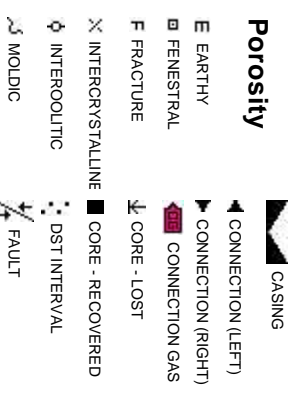 Porosity
E EARTHY
FENESTRAL
F FRACTURE
INTERCRYSTALLINE
INTEROOLITIC
MOLDIC
CASING
CONNECTION (LEFT)
CONNECTION (RIGHT)
CONNECTION GAS
CORE - LOST
CORE - RECOVERED
DST INTERVAL
FAULT